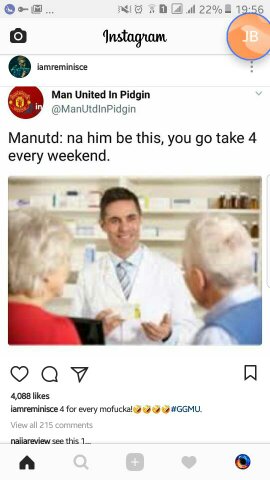 22% 19:56
Instagram
JB
iamreminisce
Man United In Pidgin
in
@ManUtdInPidgin
Manutd: na him be this, you go take 4
every weekend.
4,088 likes
iamreminisce 4 for every mofucka!🤣🤣🤣🤣#GGMU.
View all 215 comments
naijareview see this 1...